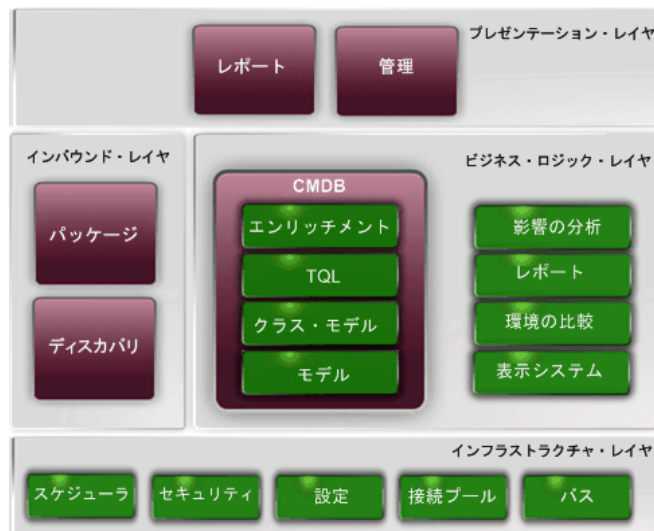 プレゼンテーション・レイヤ
レポート
管理
インバウンド・レイヤ
パッケージ
ディスカバリ
ビジネス・ロジック・レイヤ
CMDB
エンリッチメント
TQL
クラス・モデル
モデル
影響の分析
レポート
環境の比較
表示システム
インフラストラクチャ・レイヤ
スケジューラ
セキュリティ
設定
接続プール
バス